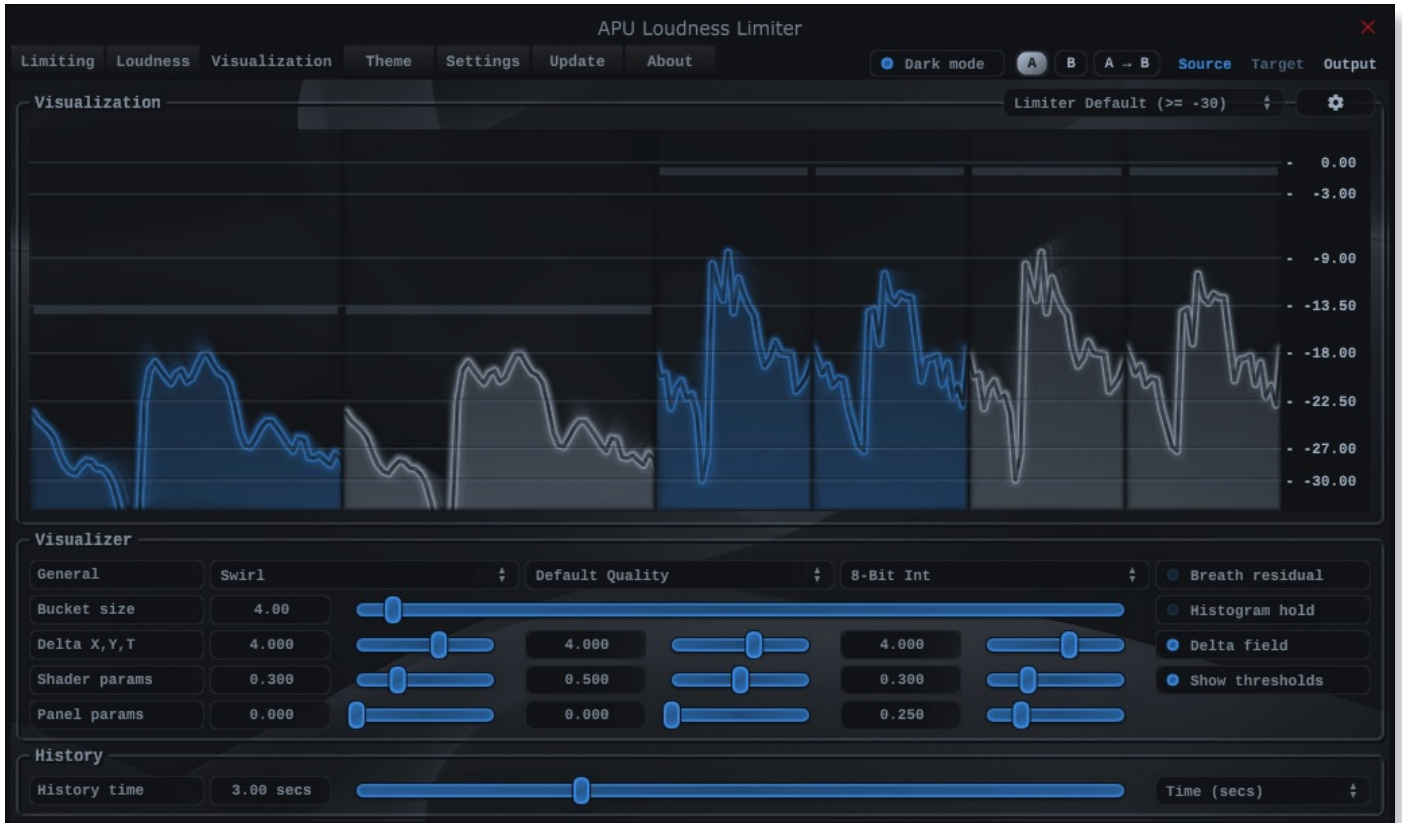 APU Loudness Limiter
Limiting Loudness Visualization Theme Settings Update About
Dark mode A B A → B Source Target Output
Visualization Limiter Default (>= -30)
- 0.00
- -3.00
- -9.00
- -13.50
- -18.00
- -22.50
- -27.00
- -30.00
Visualizer
General Swirl Default Quality 8-Bit Int Breath residual
Bucket size 4.00 Histogram hold
Delta X,Y,T 4.000 4.000 4.000 Delta field
Shader params 0.300 0.500 0.300 Show thresholds
Panel params 0.000 0.000 0.250
History
History time 3.00 secs Time (secs)